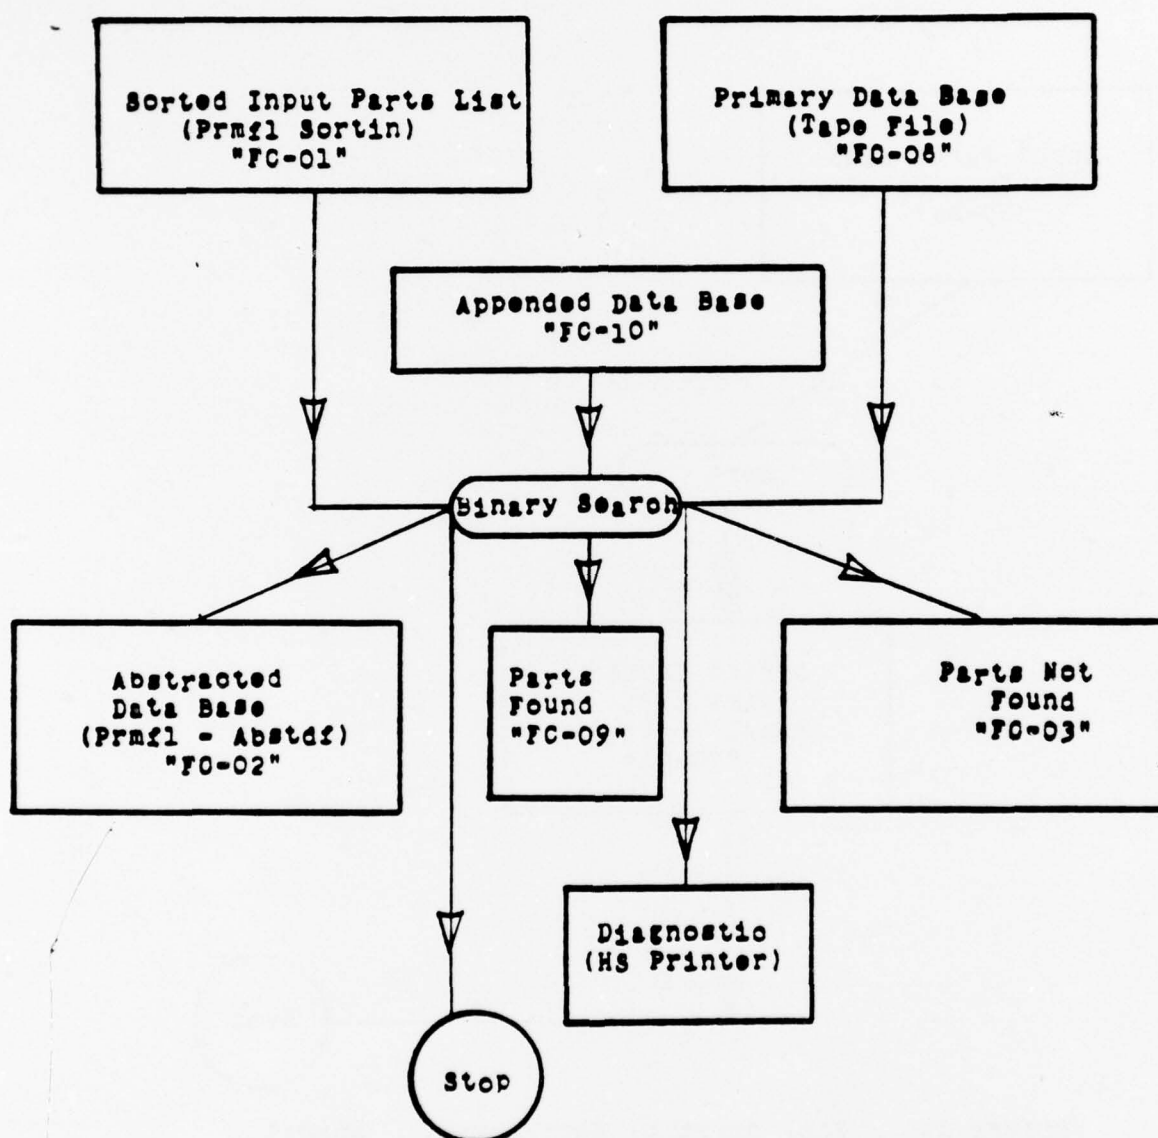 Sorted Input Parts List
(Prmfl Sortin)
"FC-01"
Primary Data Base
(Tape File)
"FC-08"
Appended Data Base
"FC-10"
Binary Search
Abstracted
Data Base
(Prmfl - Abstdf)
"FC-02"
Parts
Found
"FC-09"
Parts Not
Found
"FC-03"
Diagnostic
(HS Printer)
Stop